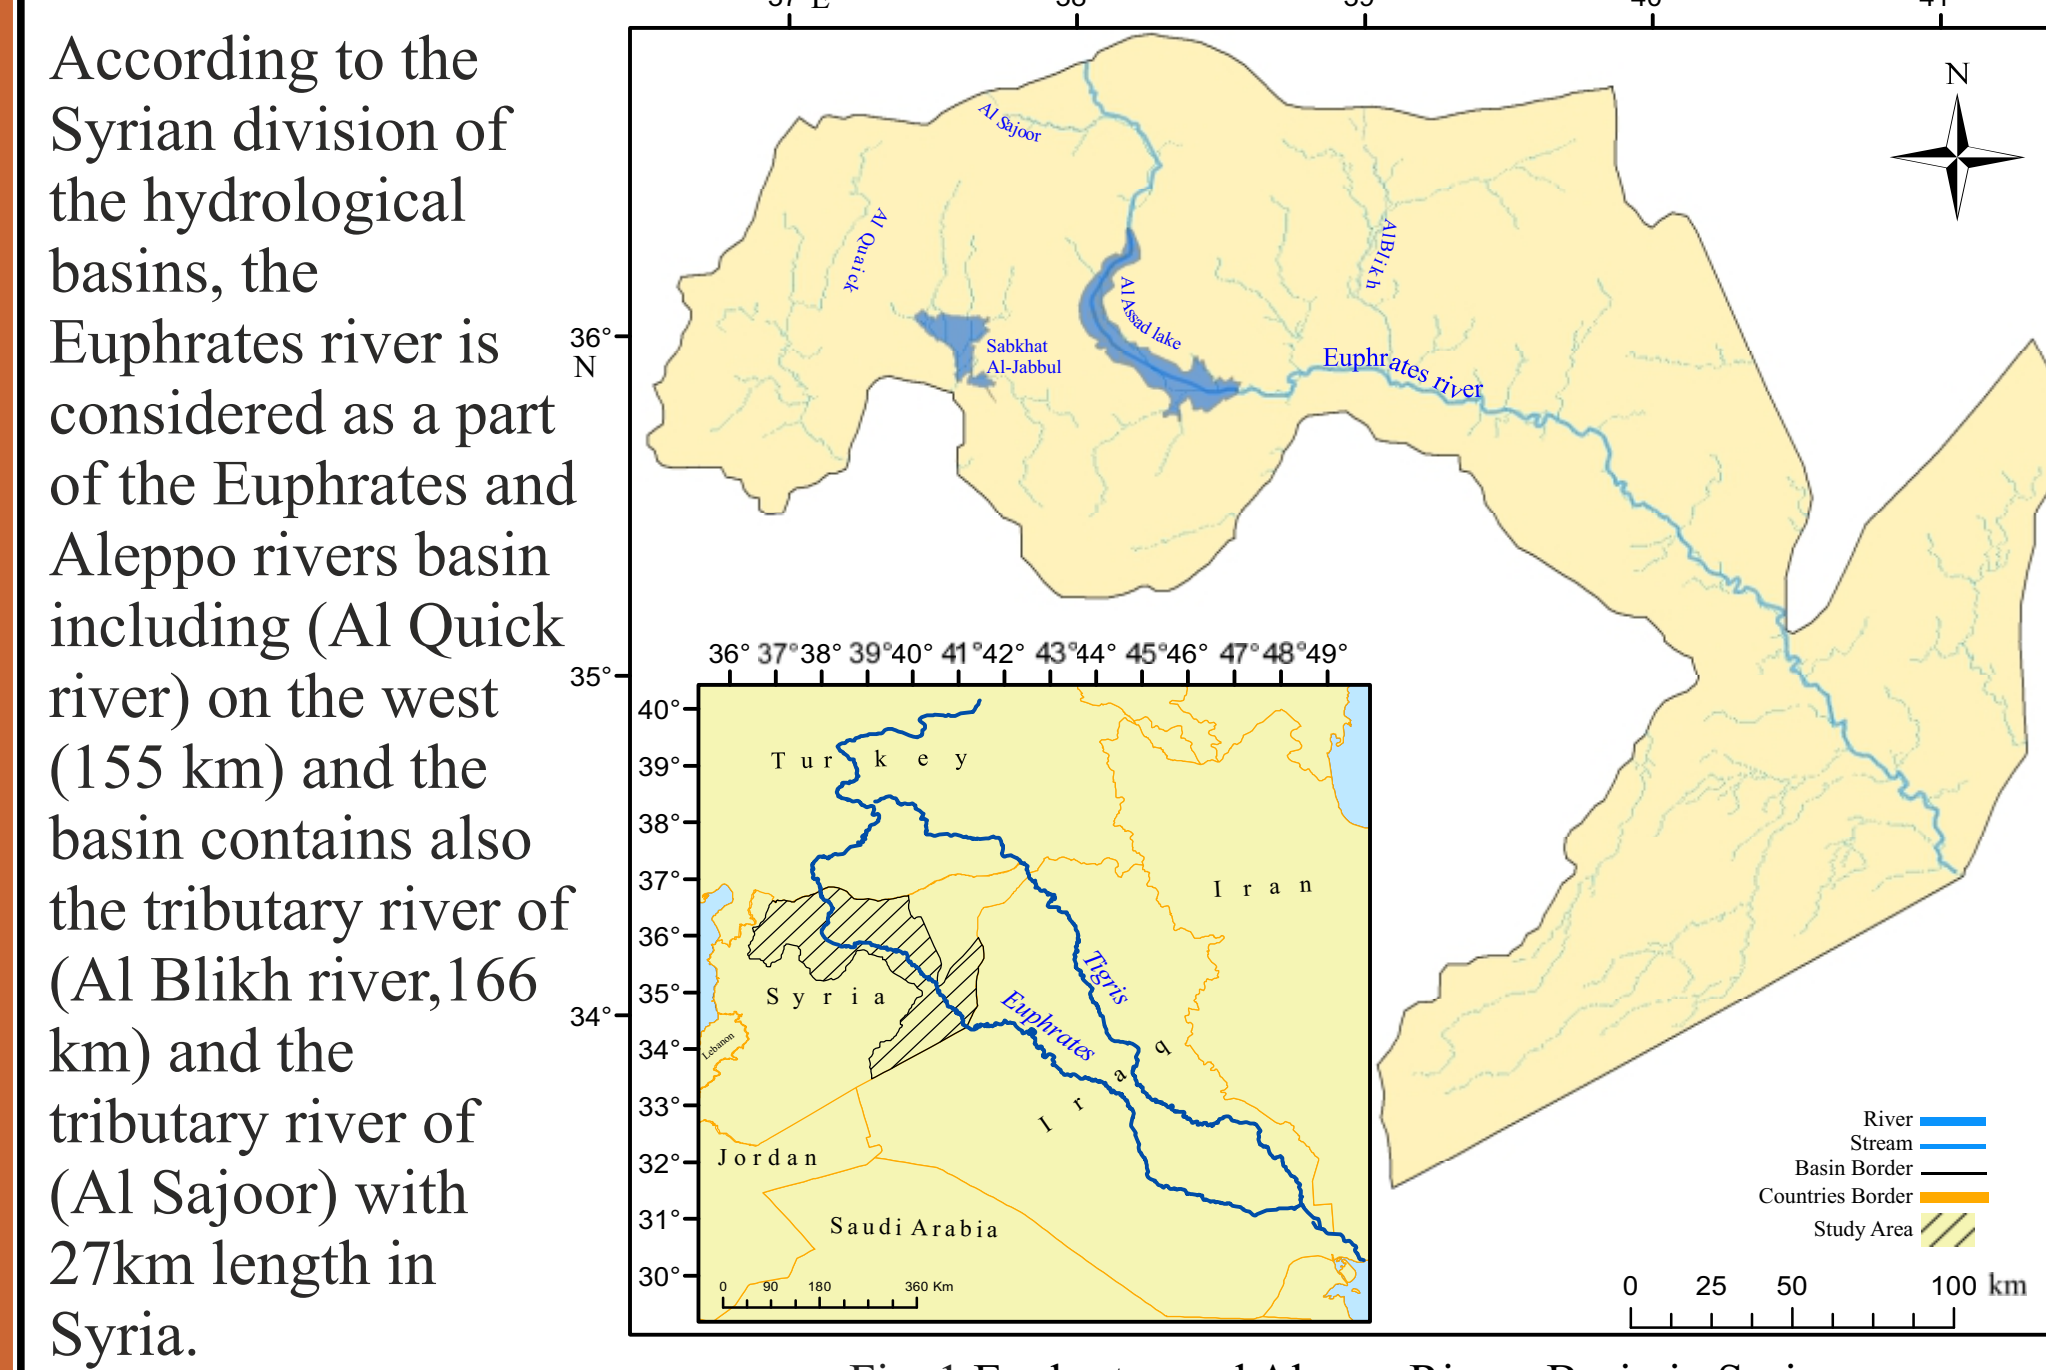 According to the
Syrian division of
the hydrological
basins, the
Euphrates river is
considered as a part
of the Euphrates and
Aleppo rivers basin
including (Al Quick
river) on the west
(155 km) and the
basin contains also
the tributary river of
(Al Blikh river,166
km) and the
tributary river of
(Al Sajoor) with
27km length in
Syria.
N
Al Sajoor
Al Quaick
Al Blikh
Al Assad lake
Sabkhat
Al-Jabbul
Euphrates river
36°
N
35°
34°
36° 37° 38° 39° 40° 41° 42° 43° 44° 45° 46° 47° 48° 49°
40°
39°
38°
37°
36°
35°
34°
33°
32°
31°
30°
Turkey
Iran
Syria
Tigris
Euphrates
Lebanon
Iraq
Jordan
Saudi Arabia
0 90 180 360 Km
River
Stream
Basin Border
Countries Border
Study Area
0 25 50 100 km